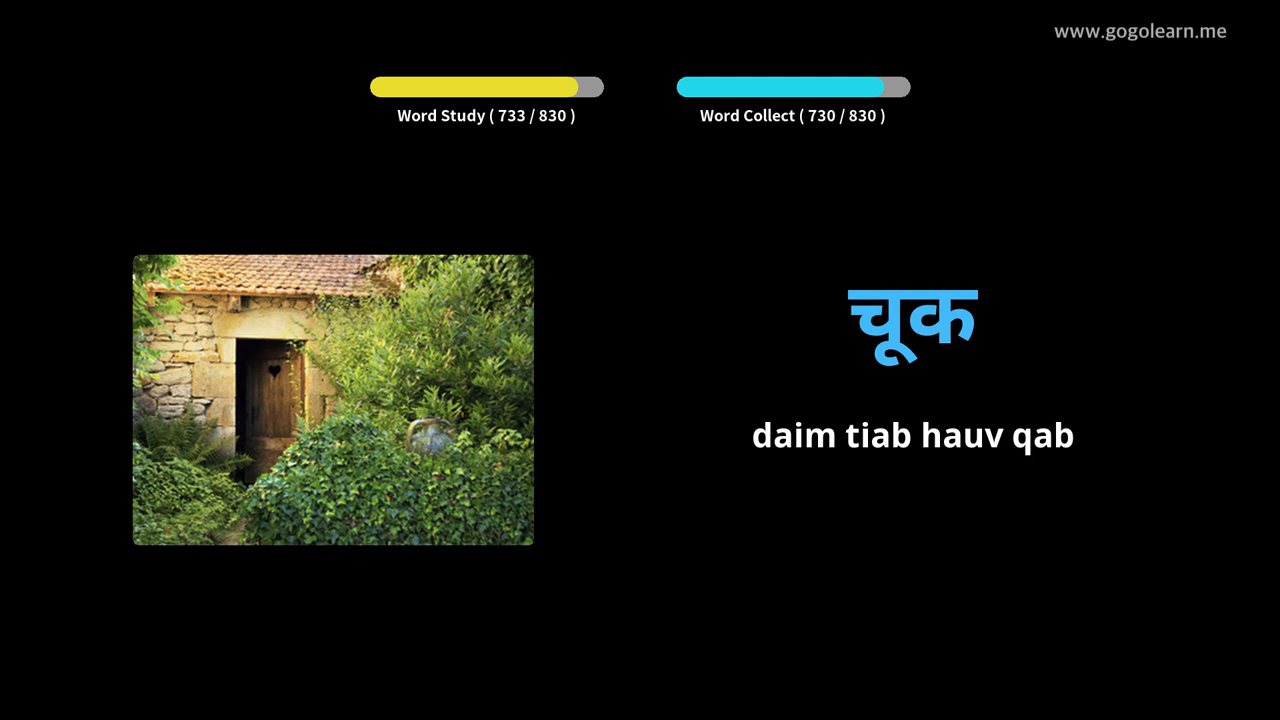 www.gogolearn.me
Word Study ( 733 / 830 )
Word Collect ( 730 / 830 )
चूक
daim tiab hauv qab